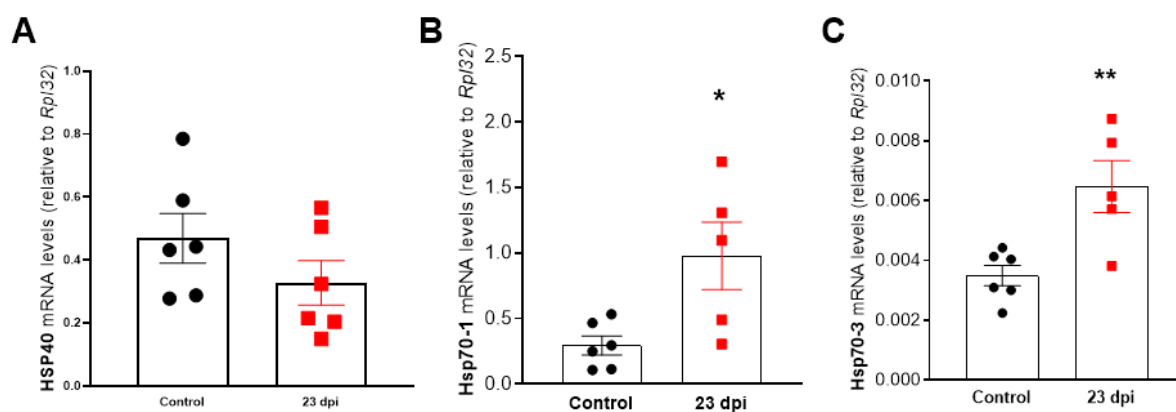 A
HSP40 mRNA levels (relative to Rpl32)
1.0
0.8
0.6
0.4
0.2
0.0
Control
23 dpi
B
Hsp70-1 mRNA levels (relative to Rpl32)
2.5
2.0
1.5
1.0
0.5
0.0
*
Control
23 dpi
C
Hsp70-3 mRNA levels (relative to Rpl32)
0.010
0.008
0.006
0.004
0.002
0.000
**
Control
23 dpi